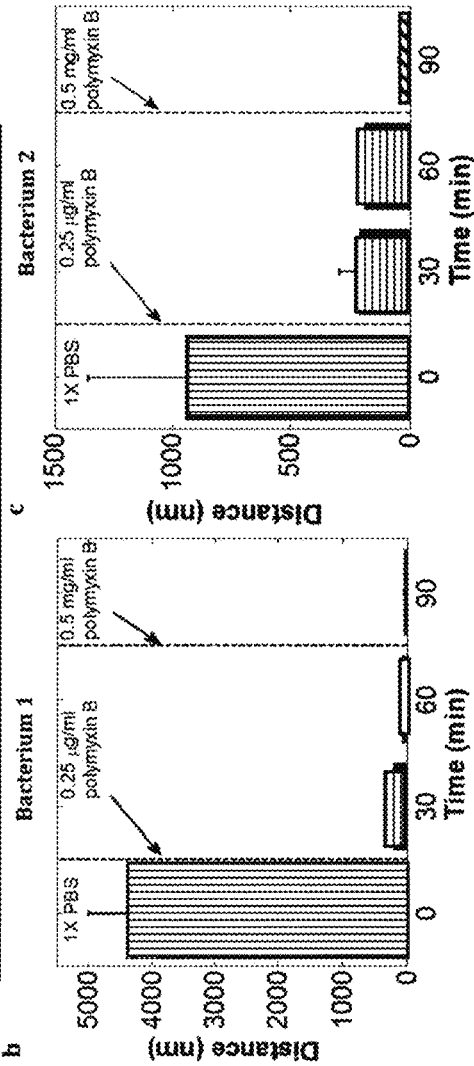 b
Bacterium 1
Distance (nm)
5000
4000
3000
2000
1000
0
1X PBS
0.25 µg/ml
polymyxin B
0.5 mg/ml
polymyxin B
0
30
60
90
Time (min)
c
Bacterium 2
Distance (nm)
1500
1000
500
0
1X PBS
0.25 µg/ml
polymyxin B
0.5 mg/ml
polymyxin B
0
30
60
90
Time (min)